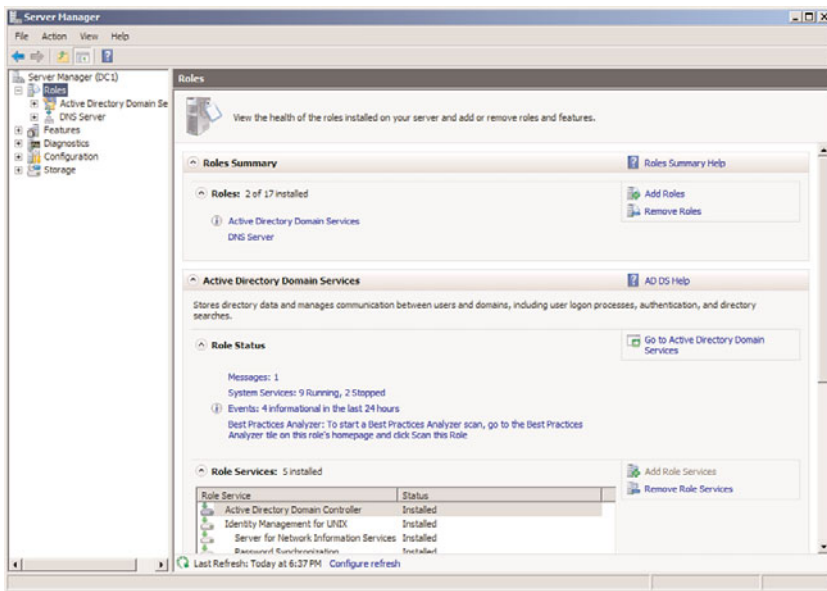 Server Manager
File Action View Help
Server Manager (DC1)
Roles
Active Directory Domain Se
DNS Server
Features
Diagnostics
Configuration
Storage
Roles
View the health of the roles installed on your server and add or remove roles and features.
Roles Summary
Roles Summary Help
Roles: 2 of 17 installed
Add Roles
Remove Roles
Active Directory Domain Services
DNS Server
Active Directory Domain Services
AD DS Help
Stores directory data and manages communication between users and domains, including user logon processes, authentication, and directory
searches.
Role Status
Go to Active Directory Domain
Services
Messages: 1
System Services: 9 Running, 2 Stopped
Events: 4 informational in the last 24 hours
Best Practices Analyzer: To start a Best Practices Analyzer scan, go to the Best Practices
Analyzer tile on this role's homepage and click Scan this Role
Role Services: 5 installed
Add Role Services
Remove Role Services
Role Service Status
Active Directory Domain Controller Installed
Identity Management for UNIX Installed
Server for Network Information Services Installed
Password Synchronization Installed
Last Refresh: Today at 6:37 PM Configure refresh